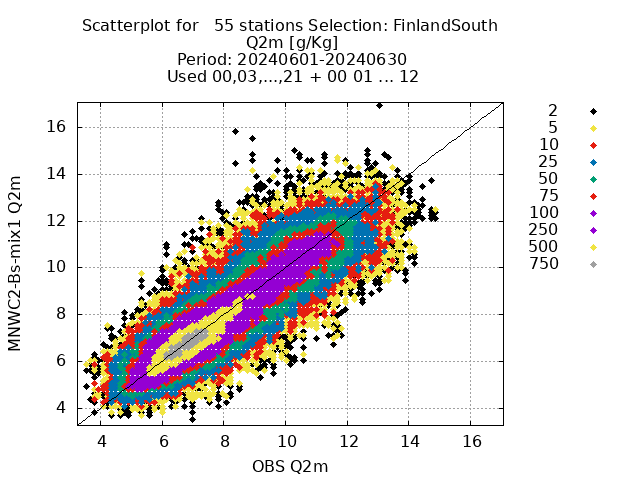 Scatterplot for   55 stations Selection: FinlandSouth
Q2m [g/Kg]
Period: 20240601-20240630
Used 00,03,...,21 + 00 01 ... 12
MNWC2-Bs-mix1 Q2m
16
14
12
10
8
6
4
4 6 8 10 12 14 16
OBS Q2m
2
5
10
25
50
75
100
250
500
750